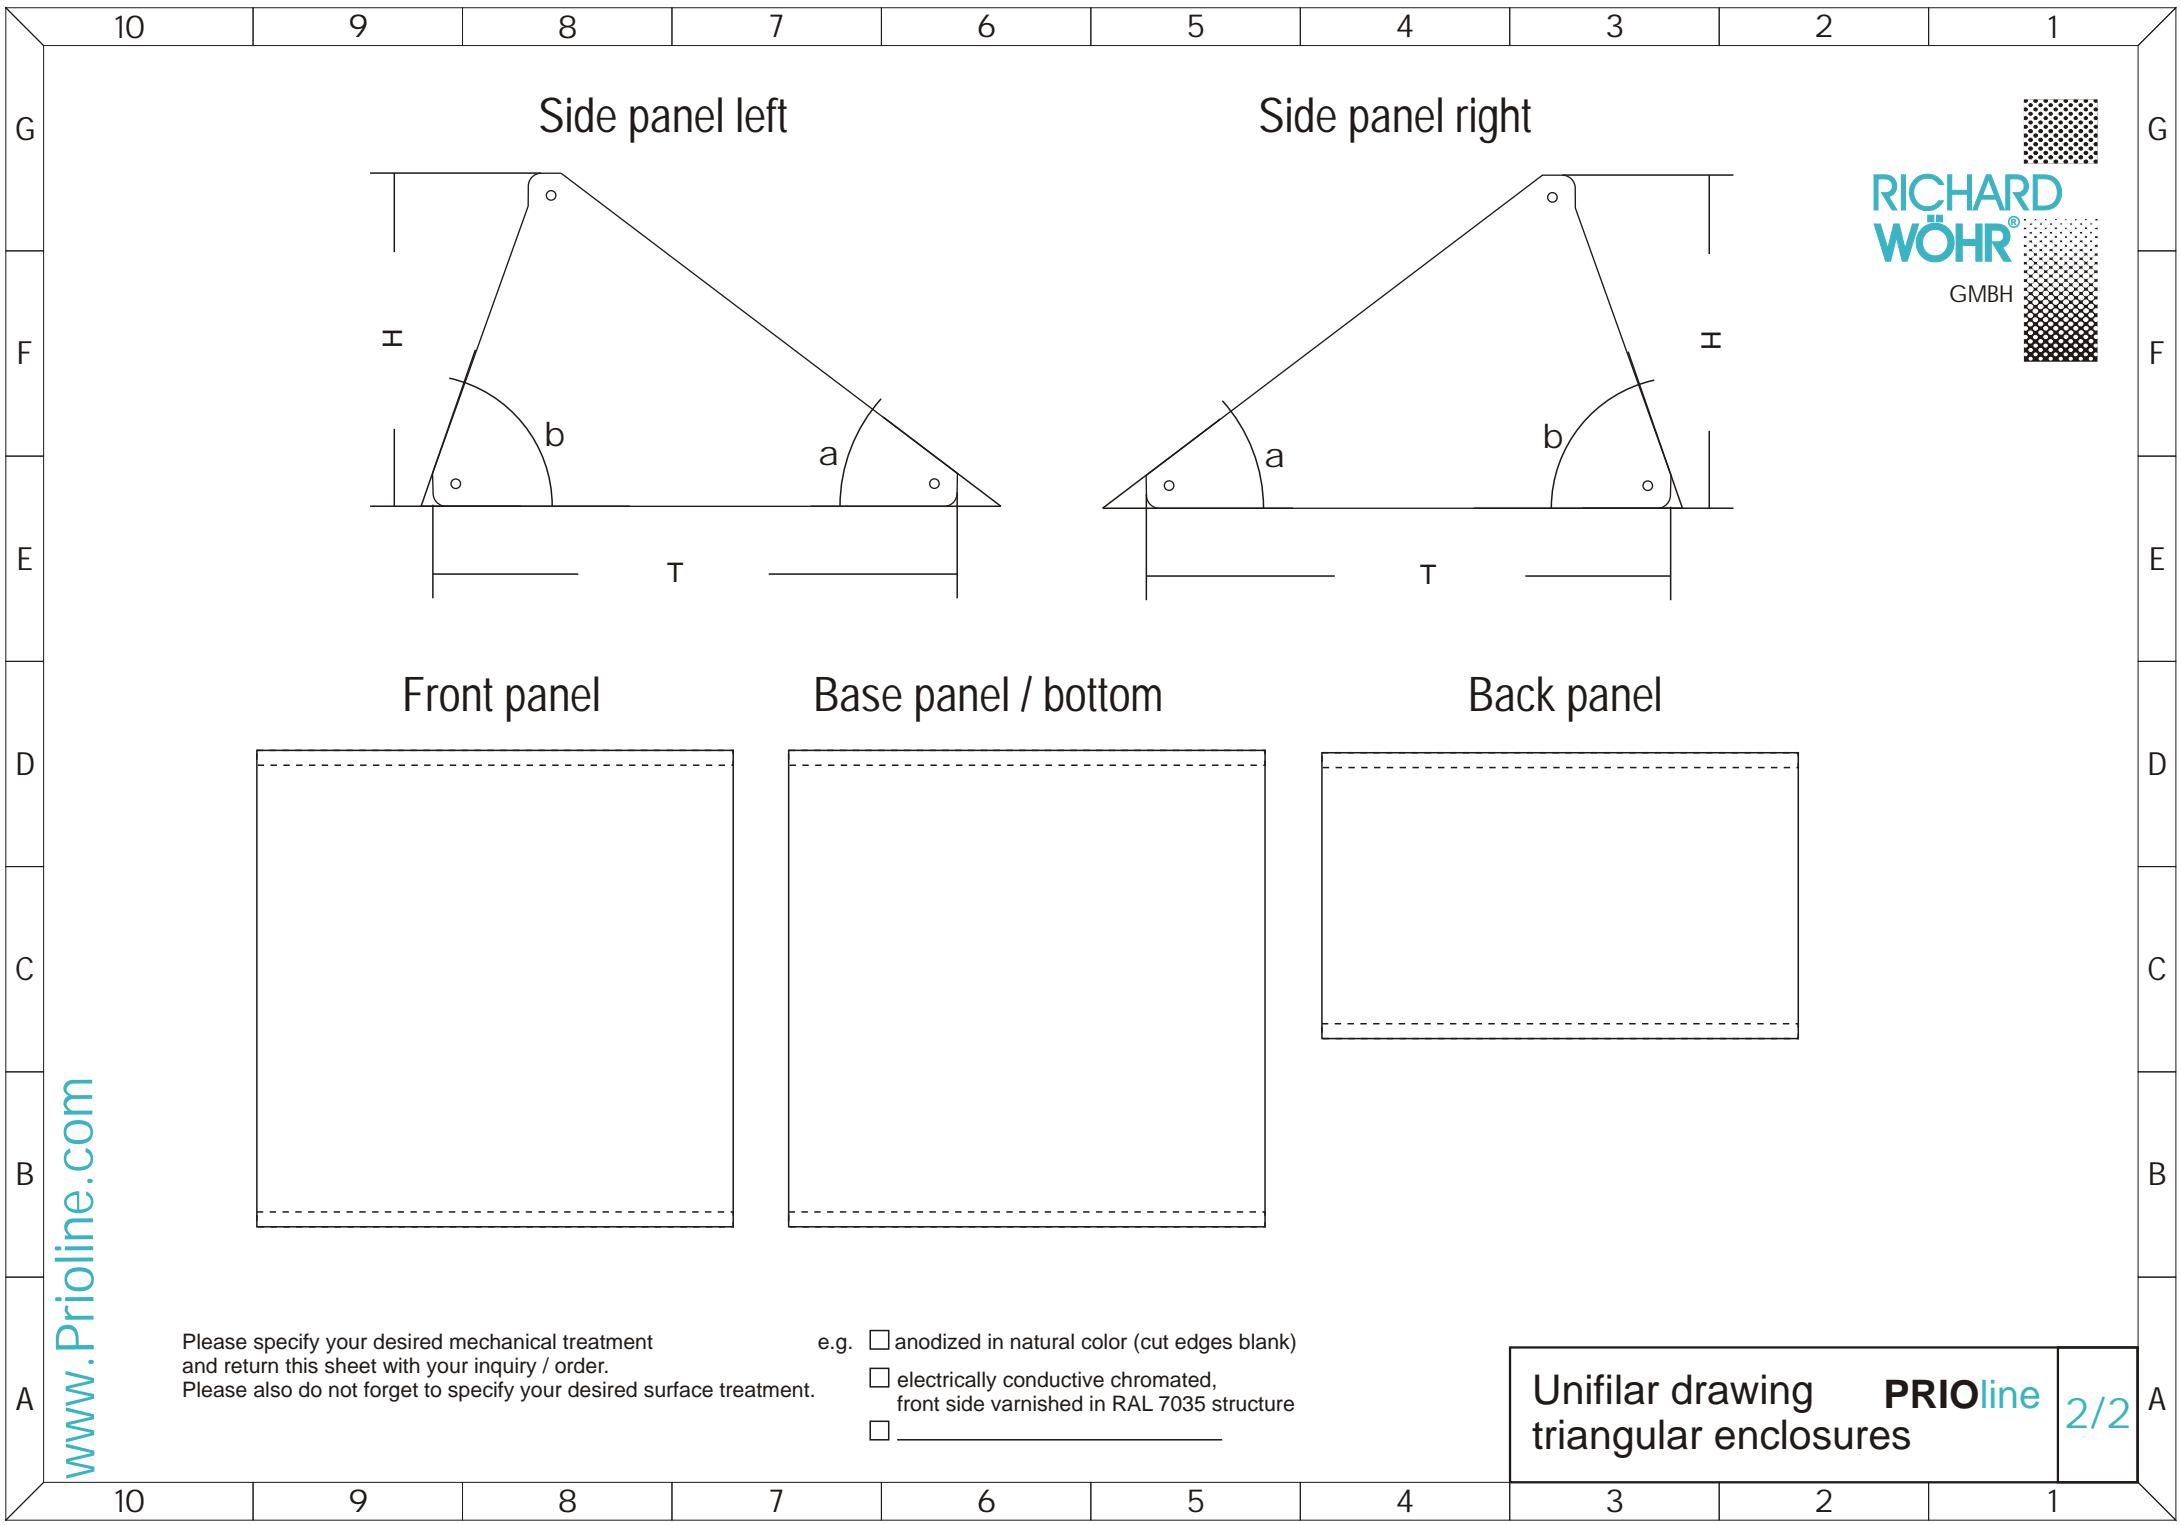 10 9 8 7 6 5 4 3 2 1
G G
Side panel left Side panel right
RICHARD
WÖHR®
GMBH
H H
F F
b a a b
E E
T T
Front panel Base panel / bottom Back panel
D D
C C
B B
www.Prioline.com
A A
Please specify your desired mechanical treatment
and return this sheet with your inquiry / order.
Please also do not forget to specify your desired surface treatment.
e.g. anodized in natural color (cut edges blank)
electrically conductive chromated,
front side varnished in RAL 7035 structure
Unifilar drawing PRIOline
triangular enclosures
2/2
10 9 8 7 6 5 4 3 2 1